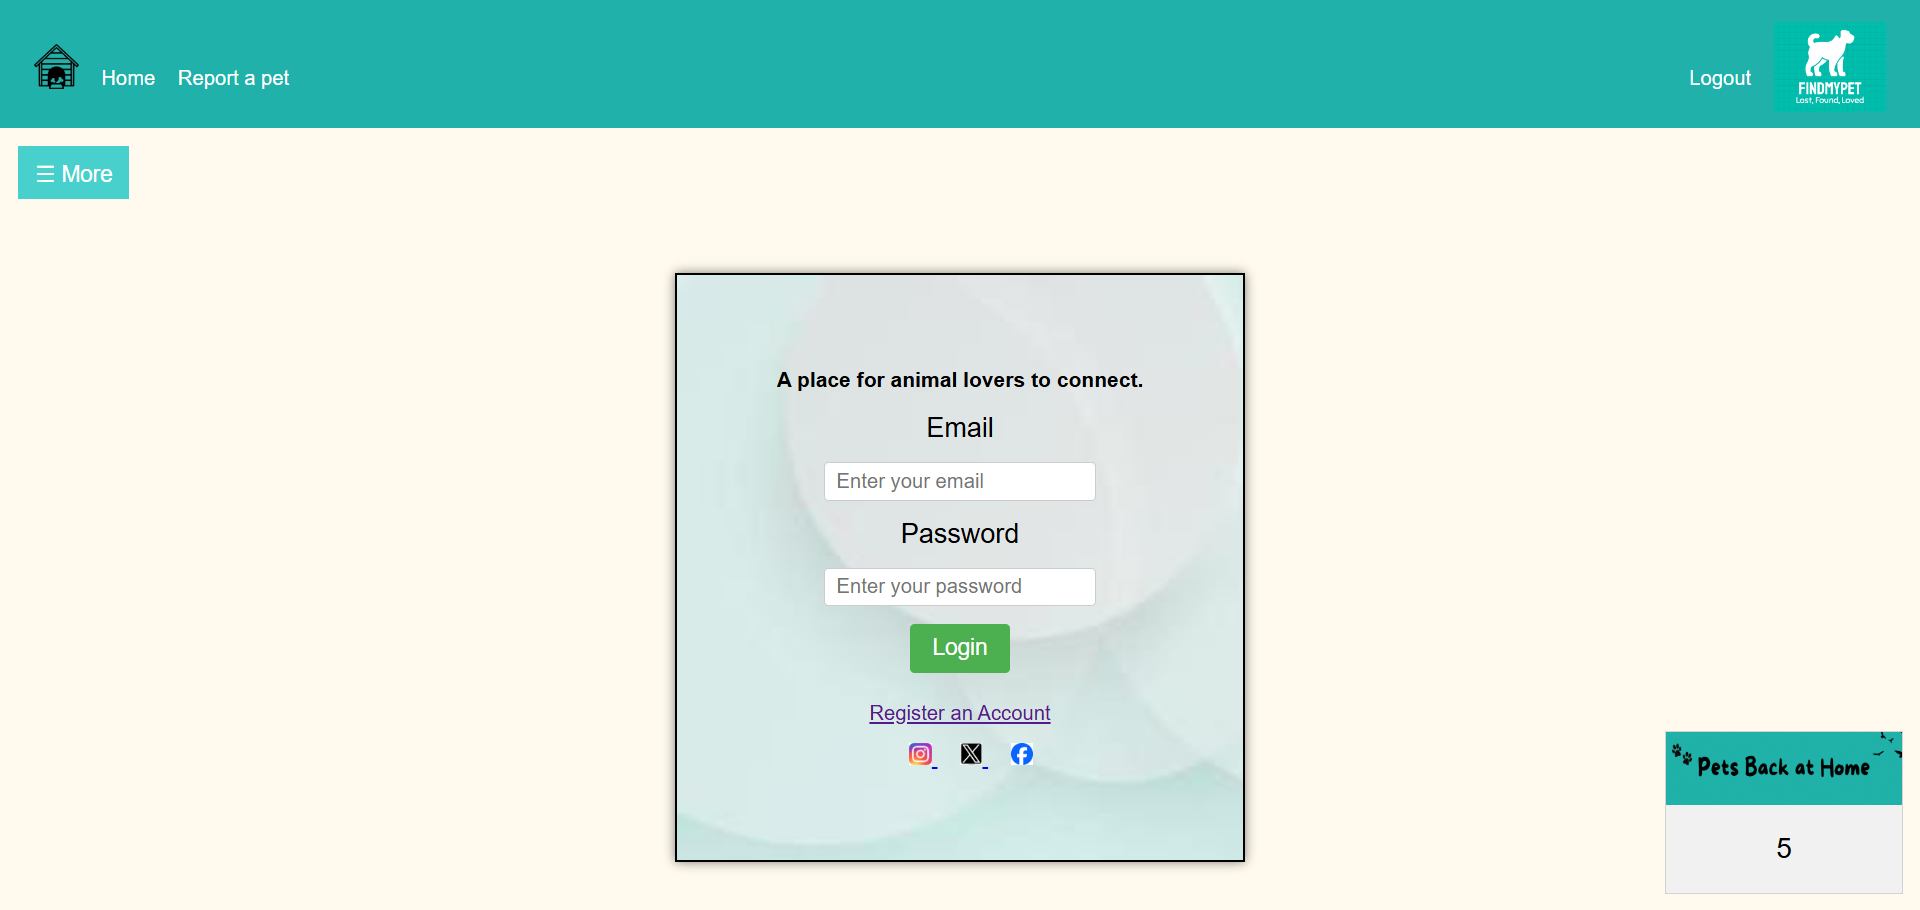 Home Report a pet Logout
FINDMYPET
Lost, Found, Loved
☰ More
A place for animal lovers to connect.
Email
Enter your email
Password
Enter your password
Login
Register an Account
Pets Back at Home
5